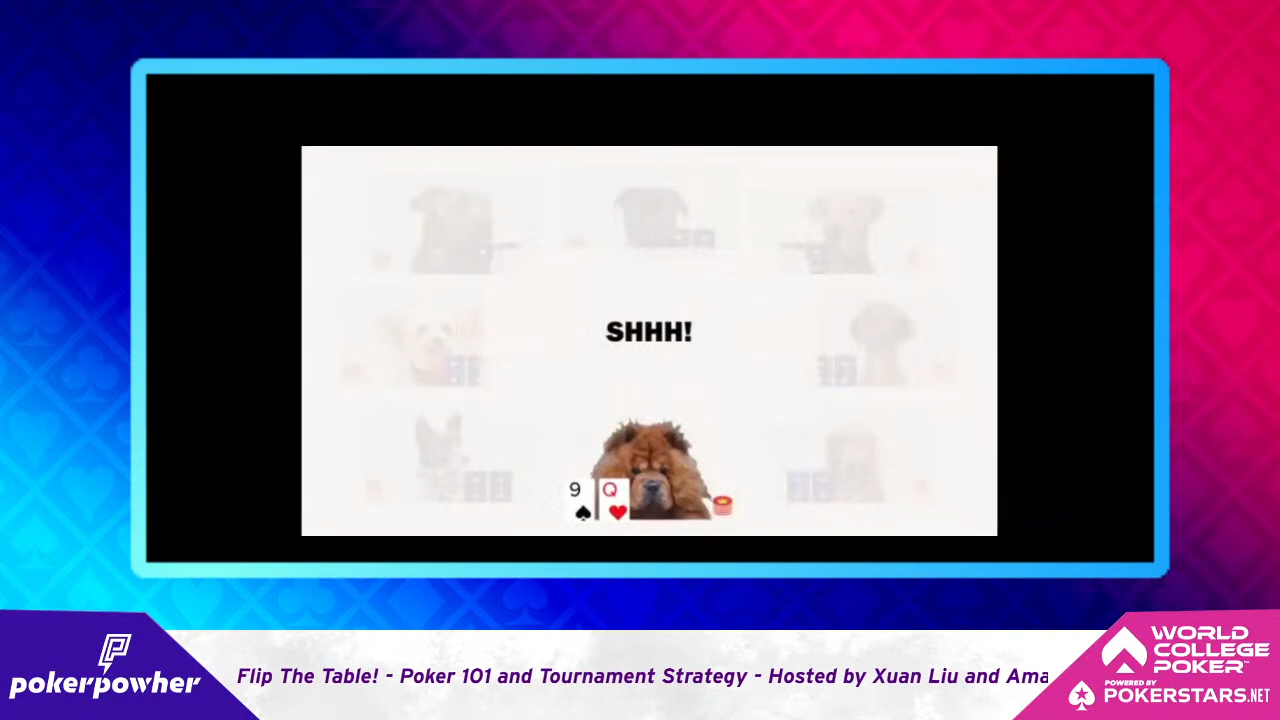 SHHH!
9 Q
pokerpowher
Flip The Table! - Poker 101 and Tournament Strategy - Hosted by Xuan Liu and Ama
WORLD
COLLEGE
POKER™
POWERED BY
POKERSTARS.NET